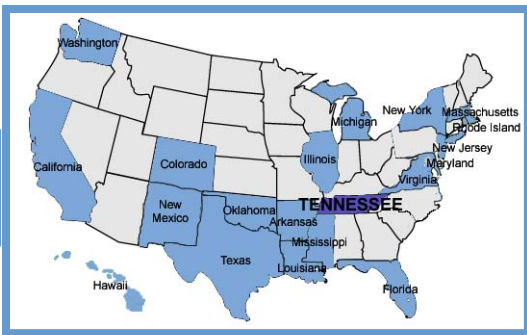 Washington
Michigan
New York
Massachusetts
Rhode Island
New Jersey
Maryland
Illinois
Colorado
California
Virginia
TENNESSEE
New
Mexico
Oklahoma
Arkansas
Mississippi
Texas
Louisiana
Hawaii
Florida